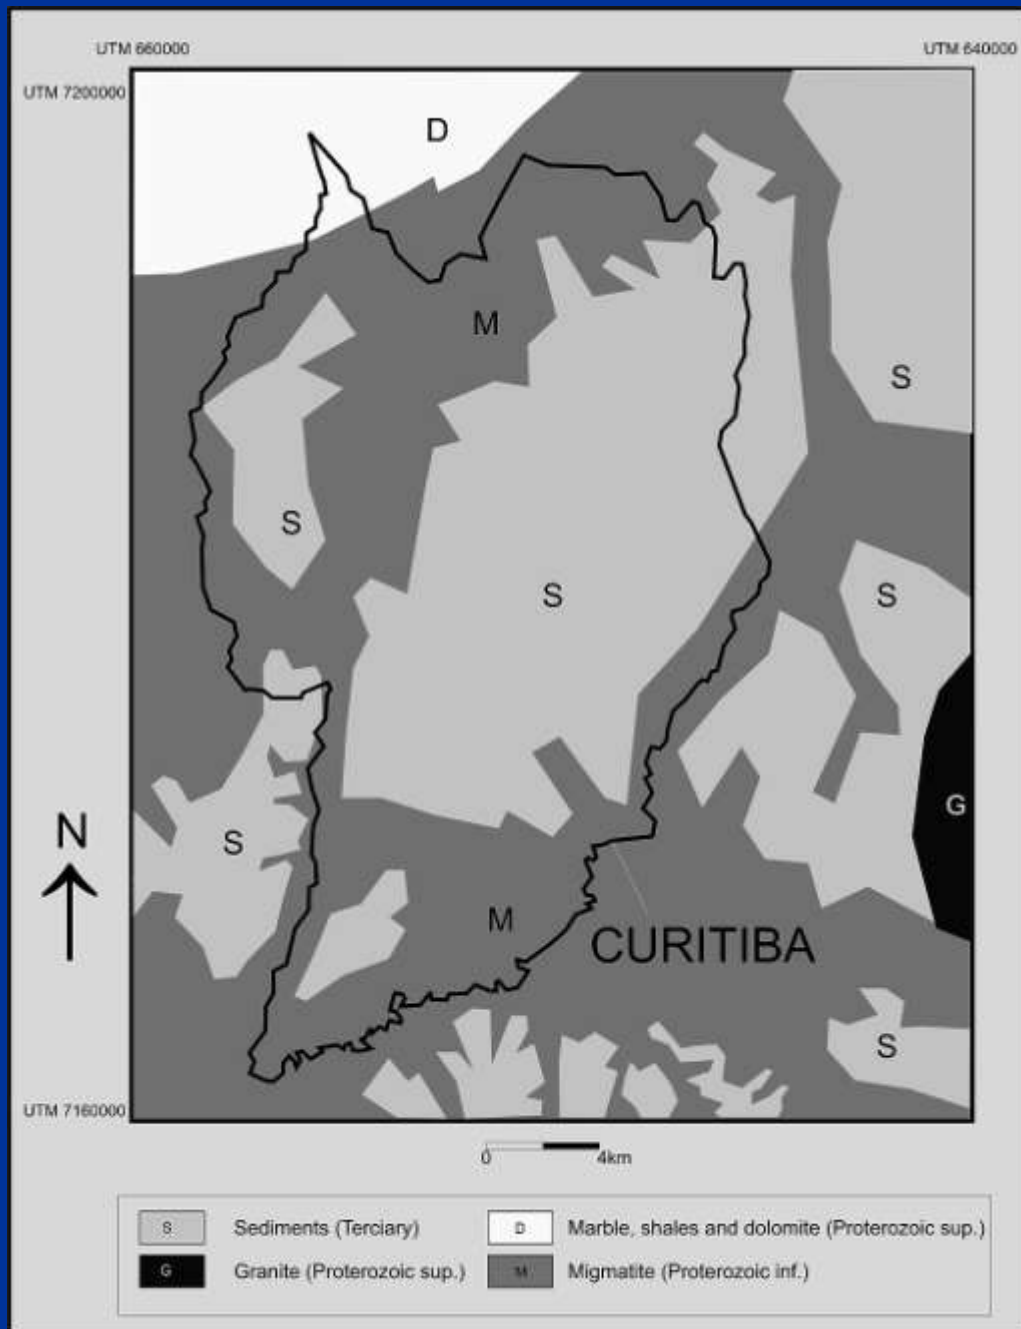 UTM 660000 UTM 640000
UTM 7200000
D
M
S
S
S
S
G
N
S
M
CURITIBA
S
UTM 7160000
0 4km
S Sediments (Terciary) D Marble, shales and dolomite (Proterozoic sup.)
G Granite (Proterozoic sup.) M Migmatite (Proterozoic inf.)